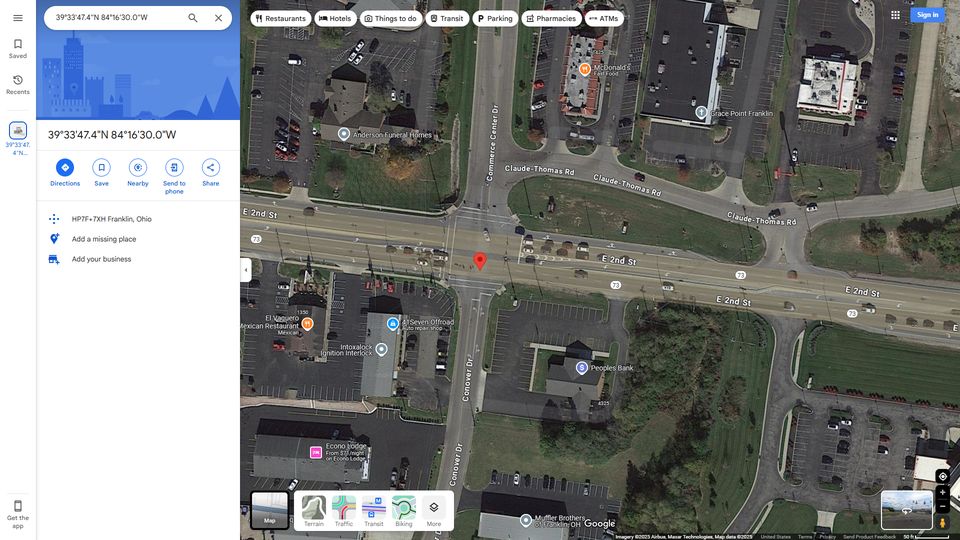 39°33'47.4"N 84°16'30.0"W
Restaurants
Hotels
Things to do
Transit
Parking
Pharmacies
ATMs
Sign in
Saved
Recents
39°33'47.
4"N...
39°33'47.4"N 84°16'30.0"W
Directions
Save
Nearby
Send to
phone
Share
HP7F+7XH Franklin, Ohio
Add a missing place
Add your business
Get the
app
McDonald's
Fast Food
Grace Point Franklin
Anderson Funeral Homes
Commerce Center Dr
Claude-Thomas Rd
Claude-Thomas Rd
Claude-Thomas Rd
E 2nd St
73
E 2nd St
73
E 2nd St
73
E 2nd St
73
E 2nd St
1350
El Vaquero
Mexican Restaurant
Mexican
41Seven Offroad
Auto repair shop
Intoxalock
Ignition Interlock
Peoples Bank
4325
Conover Dr
Conover Dr
Econo Lodge
From $71/night
on Econo Lodge
Muffler Brothers
of Franklin, OH
Map
Terrain
Traffic
Transit
Biking
More
Google
Imagery ©2025 Airbus, Maxar Technologies, Map data ©2025
United States
Terms
Privacy
Send Product Feedback
50 ft